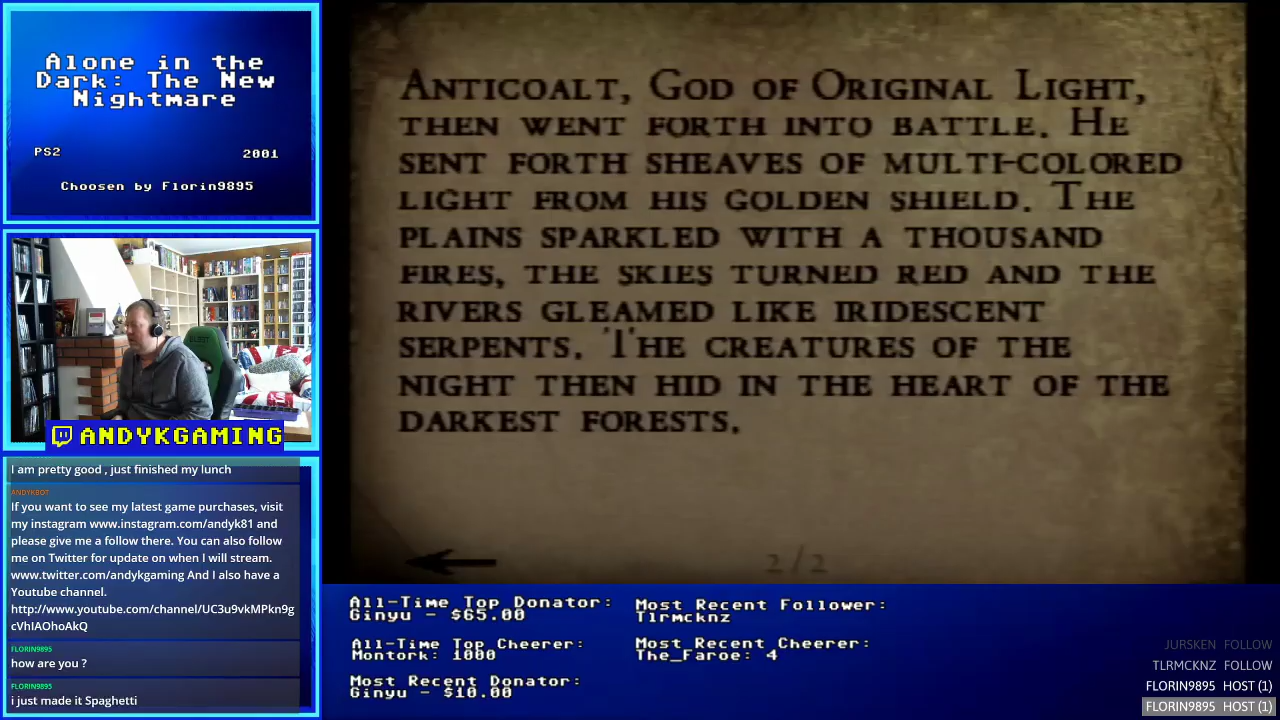 Alone in the
Dark: The New
Nightmare
PS2
2001
Choosen by Florin9895
ANDYKGAMING
I am pretty good , just finished my lunch
ANDYKBOT
If you want to see my latest game purchases, visit
my instagram www.instagram.com/andyk81 and
please give me a follow there. You can also follow
me on Twitter for update on when I will stream.
www.twitter.com/andykgaming And I also have a
Youtube channel.
http://www.youtube.com/channel/UC3u9vkMPkn9g
cVhIAOhoAkQ
FLORIN9895
how are you ?
FLORIN9895
i just made it Spaghetti
ANTICOALT, GOD OF ORIGINAL LIGHT,
THEN WENT FORTH INTO BATTLE. HE
SENT FORTH SHEAVES OF MULTI-COLORED
LIGHT FROM HIS GOLDEN SHIELD. THE
PLAINS SPARKLED WITH A THOUSAND
FIRES, THE SKIES TURNED RED AND THE
RIVERS GLEAMED LIKE IRIDESCENT
SERPENTS. THE CREATURES OF THE
NIGHT THEN HID IN THE HEART OF THE
DARKEST FORESTS.
2/2
All-Time Top Donator:
Ginyu - $65.00
All-Time Top Cheerer:
Montork: 1000
Most Recent Donator:
Ginyu - $10.00
Most Recent Follower:
Tlrmcknz
Most Recent Cheerer:
The_Faroe: 4
JURSKEN FOLLOW
TLRMCKNZ FOLLOW
FLORIN9895 HOST (1)
FLORIN9895 HOST (1)